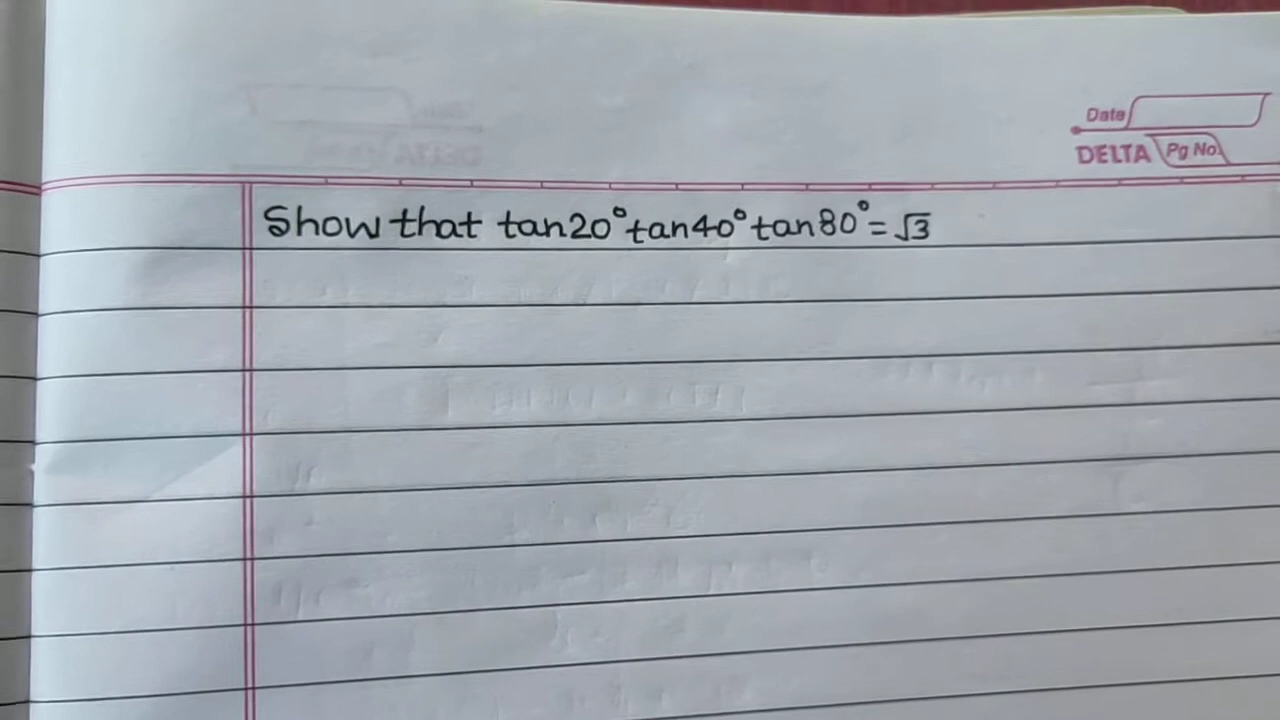 Date
DELTA Pg No.
Show that tan20° tan40° tan80° = √3